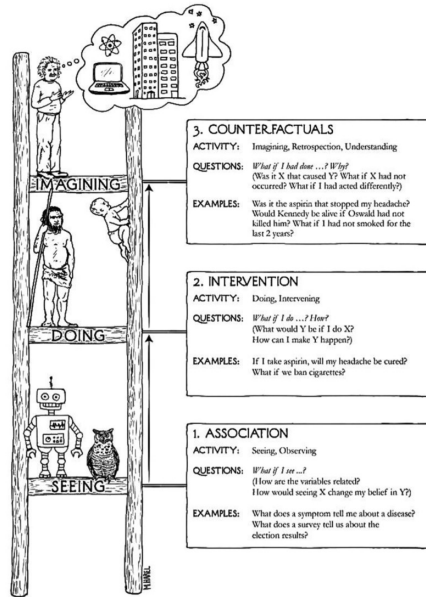 3. COUNTERFACTUALS
ACTIVITY: Imagining, Retrospection, Understanding
QUESTIONS: What if I had done …? Why?
(Was it X that caused Y? What if X had not
occurred? What if I had acted differently?)
EXAMPLES: Was it the aspirin that stopped my headache?
Would Kennedy be alive if Oswald had not
killed him? What if I had not smoked for the
last 2 years?
IMAGINING
2. INTERVENTION
ACTIVITY: Doing, Intervening
QUESTIONS: What if I do …? How?
(What would Y be if I do X?
How can I make Y happen?)
EXAMPLES: If I take aspirin, will my headache be cured?
What if we ban cigarettes?
DOING
1. ASSOCIATION
ACTIVITY: Seeing, Observing
QUESTIONS: What if I see ...?
(How are the variables related?
How would seeing X change my belief in Y?)
EXAMPLES: What does a symptom tell me about a disease?
What does a survey tell us about the
election results?
SEEING
M.HAREL